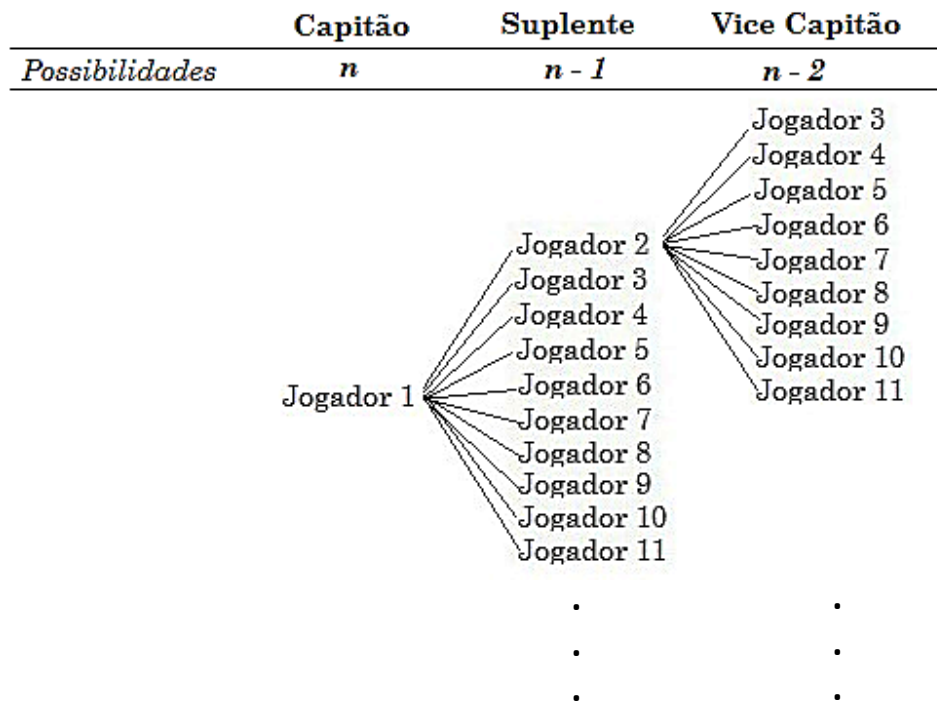 Capitão Suplente Vice Capitão
Possibilidades n n - 1 n - 2
Jogador 3
Jogador 4
Jogador 5
Jogador 6
Jogador 7
Jogador 8
Jogador 9
Jogador 10
Jogador 11
Jogador 2
Jogador 3
Jogador 4
Jogador 5
Jogador 6
Jogador 7
Jogador 8
Jogador 9
Jogador 10
Jogador 11
Jogador 1